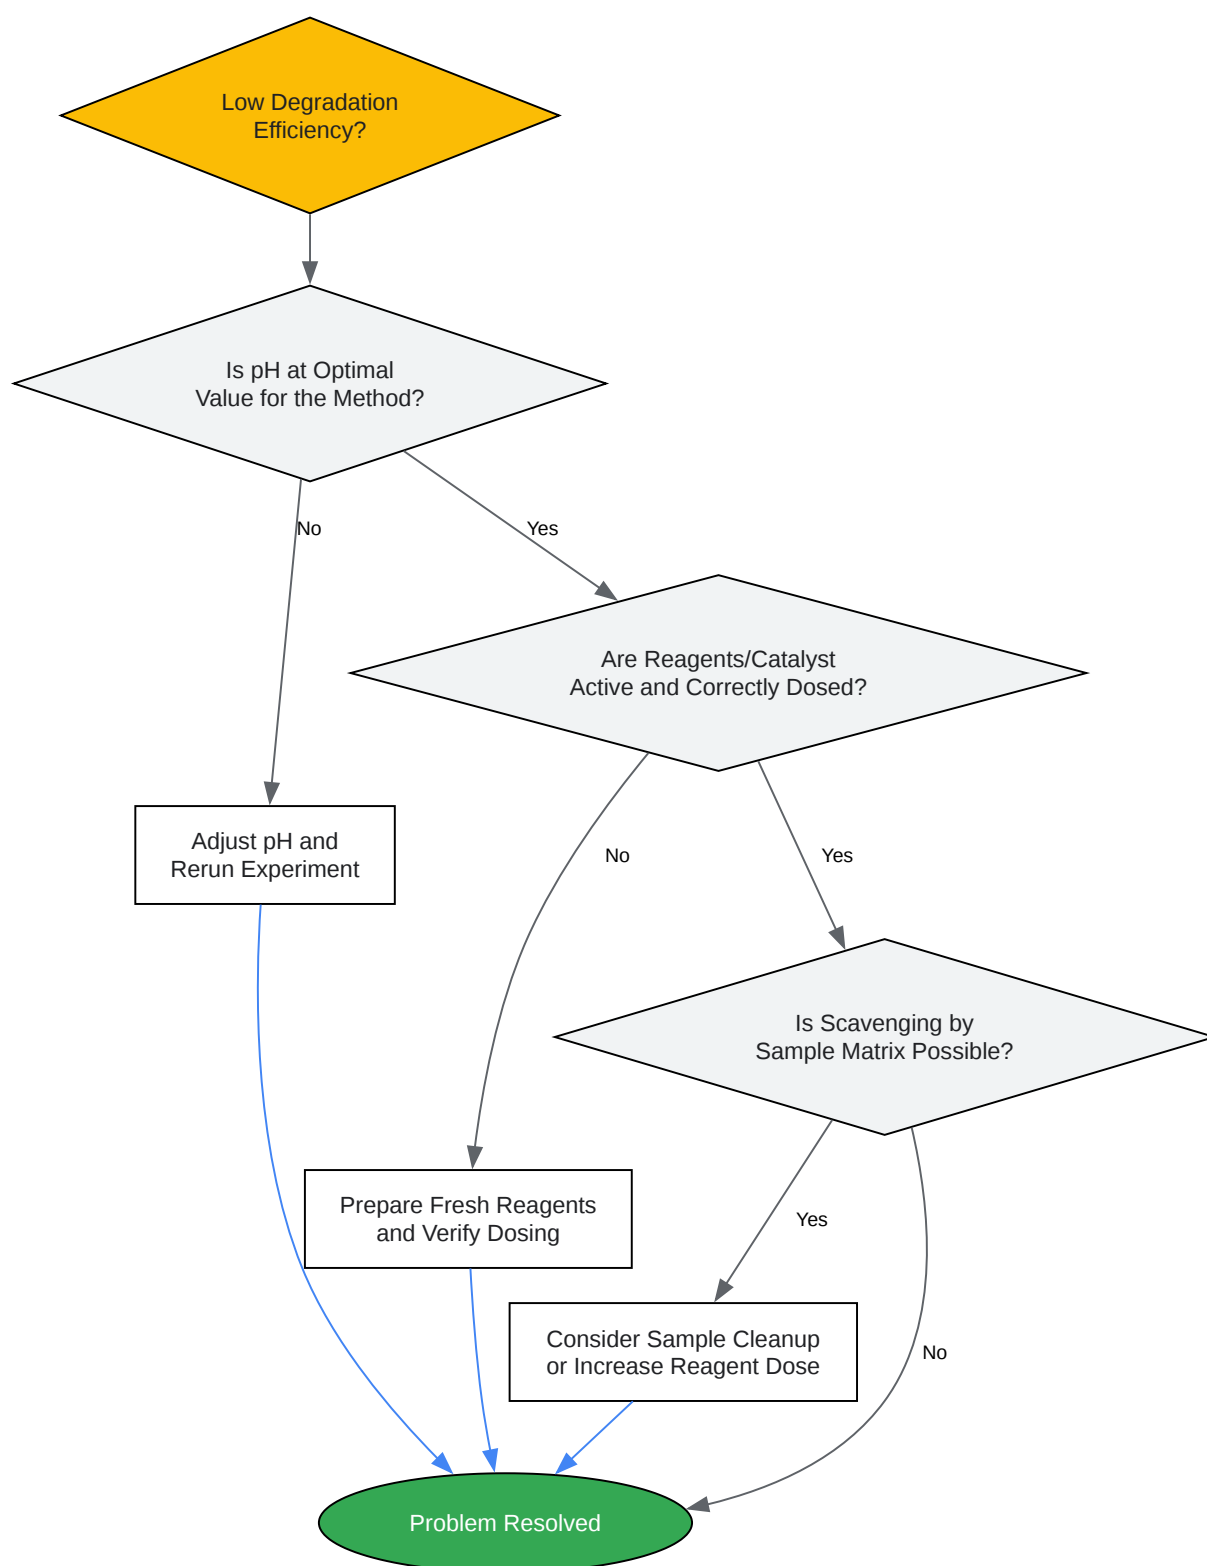 Low Degradation
Efficiency?
Is pH at Optimal
Value for the Method?
No
Yes
Are Reagents/Catalyst
Active and Correctly Dosed?
Adjust pH and
Rerun Experiment
No
Yes
Is Scavenging by
Sample Matrix Possible?
Prepare Fresh Reagents
and Verify Dosing
Yes
Consider Sample Cleanup
or Increase Reagent Dose
No
Problem Resolved